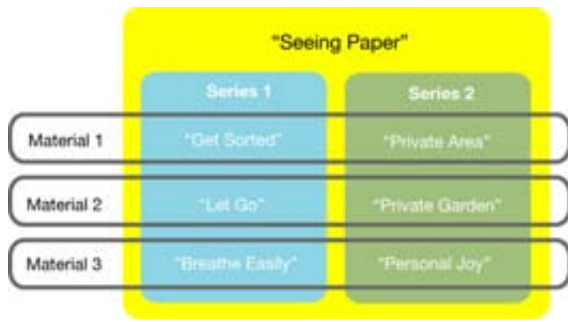 “Seeing Paper”
Series 1 Series 2
Material 1 “Get Sorted” “Private Area”
Material 2 “Let Go” “Private Garden”
Material 3 “Breathe Easily” “Personal Joy”